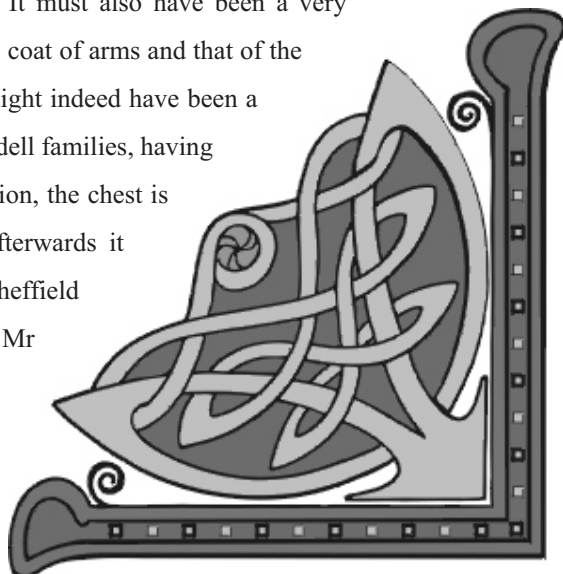 It must also have been a very
coat of arms and that of the
ight indeed have been a
dell families, having
ion, the chest is
fterwards it
heffield
Mr